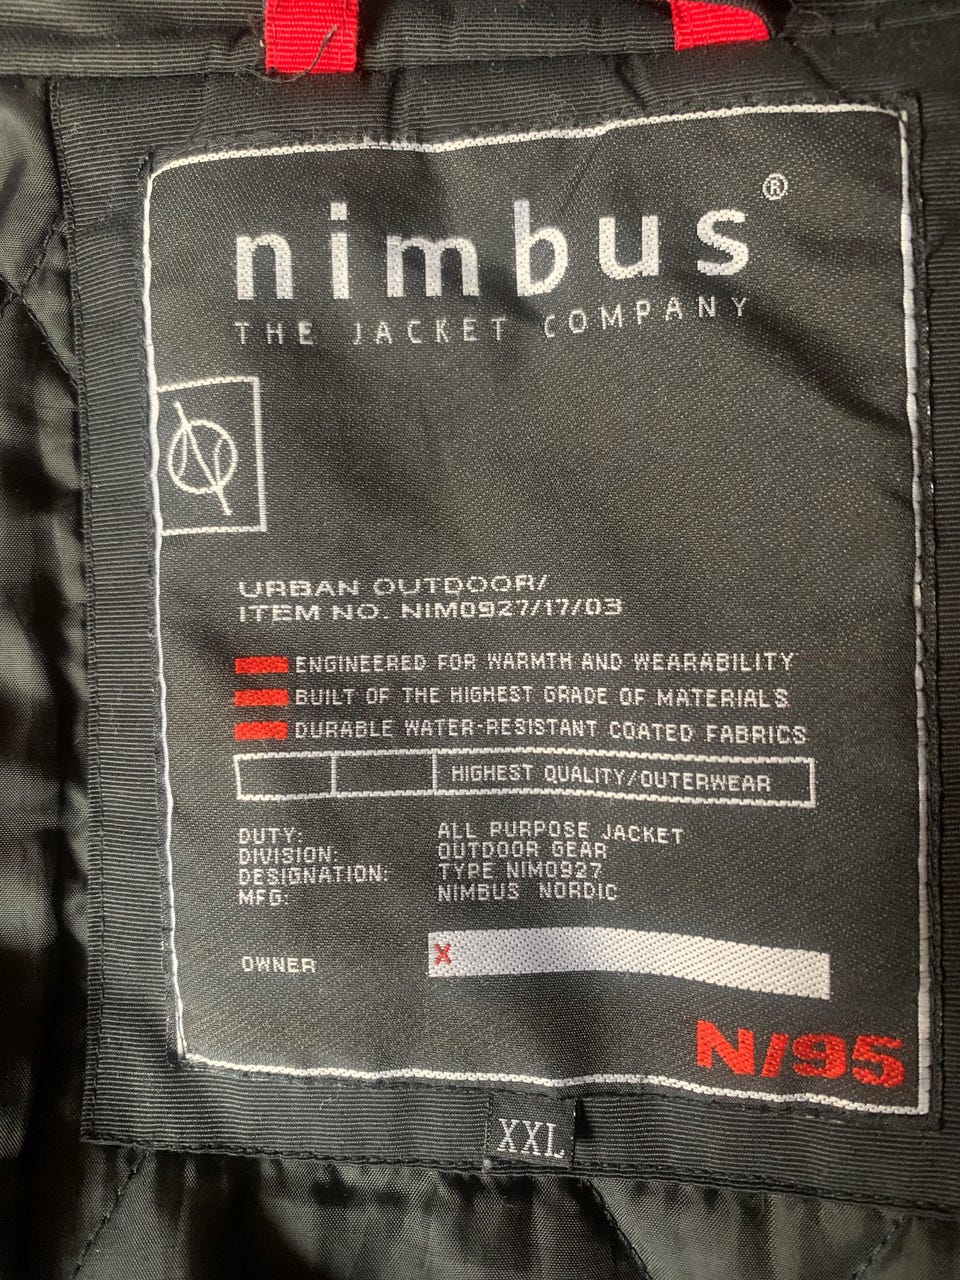 nimbus®
THE JACKET COMPANY
URBAN OUTDOOR/
ITEM NO. NIM0927/17/03
ENGINEERED FOR WARMTH AND WEARABILITY
BUILT OF THE HIGHEST GRADE OF MATERIALS
DURABLE WATER-RESISTANT COATED FABRICS
HIGHEST QUALITY/OUTERWEAR
DUTY: ALL PURPOSE JACKET
DIVISION: OUTDOOR GEAR
DESIGNATION: TYPE NIM0927
MFG: NIMBUS NORDIC
OWNER X
N/95
XXL